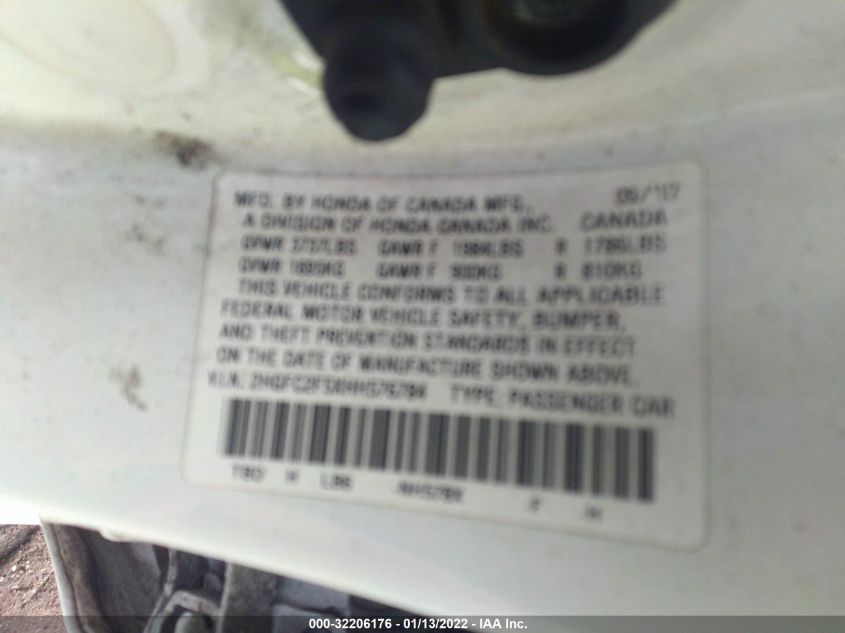 MFD. BY HONDA OF CANADA MFG., 09/'17
A DIVISION OF HONDA CANADA INC. CANADA
GVWR 3737LBS GAWR F 1984LBS R 1786LBS
GVWR 1695KG GAWR F 900KG R 810KG
THIS VEHICLE CONFORMS TO ALL APPLICABLE
FEDERAL MOTOR VEHICLE SAFETY, BUMPER,
AND THEFT PREVENTION STANDARDS IN EFFECT
ON THE DATE OF MANUFACTURE SHOWN ABOVE.
V.I.N.: TYPE: PASSENGER CAR
TBO H LBS NH578X F H
000-32206176 - 01/13/2022 - IAA Inc.